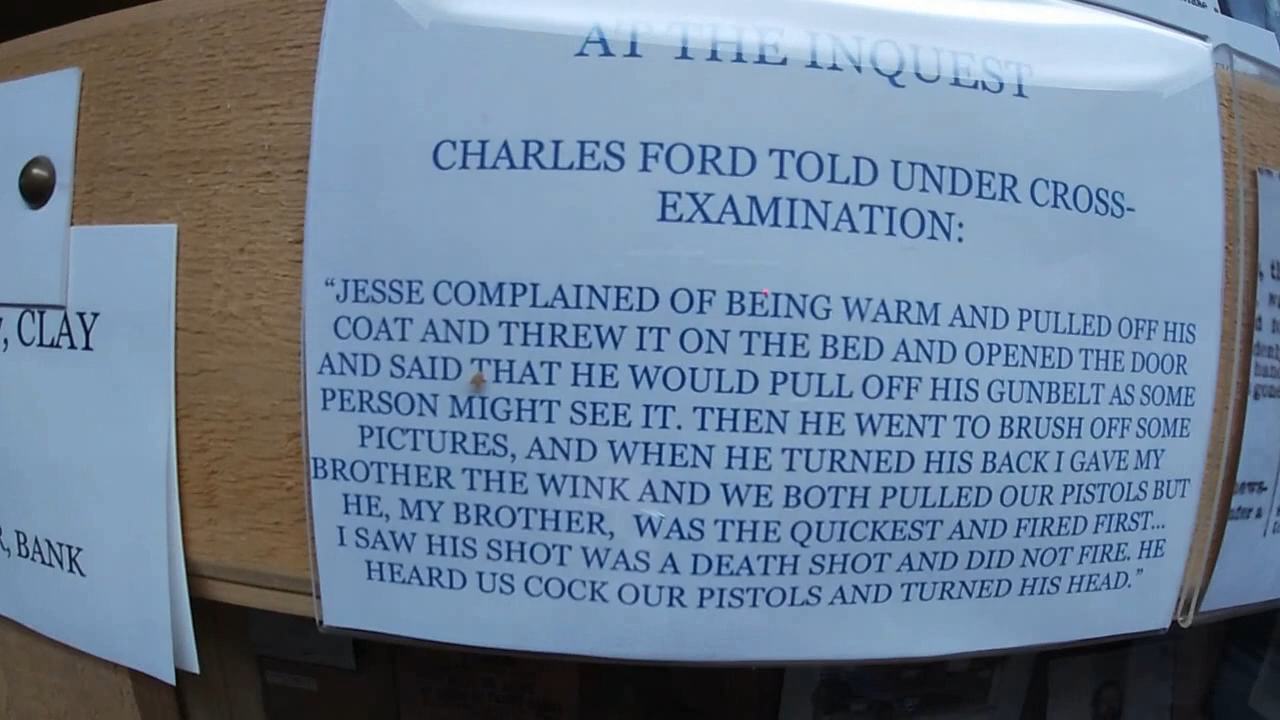 AT THE INQUEST
CHARLES FORD TOLD UNDER CROSS-
EXAMINATION:
“JESSE COMPLAINED OF BEING WARM AND PULLED OFF HIS
COAT AND THREW IT ON THE BED AND OPENED THE DOOR
AND SAID THAT HE WOULD PULL OFF HIS GUNBELT AS SOME
PERSON MIGHT SEE IT. THEN HE WENT TO BRUSH OFF SOME
PICTURES, AND WHEN HE TURNED HIS BACK I GAVE MY
BROTHER THE WINK AND WE BOTH PULLED OUR PISTOLS BUT
HE, MY BROTHER, WAS THE QUICKEST AND FIRED FIRST...
I SAW HIS SHOT WAS A DEATH SHOT AND DID NOT FIRE. HE
HEARD US COCK OUR PISTOLS AND TURNED HIS HEAD.”
, CLAY
, BANK